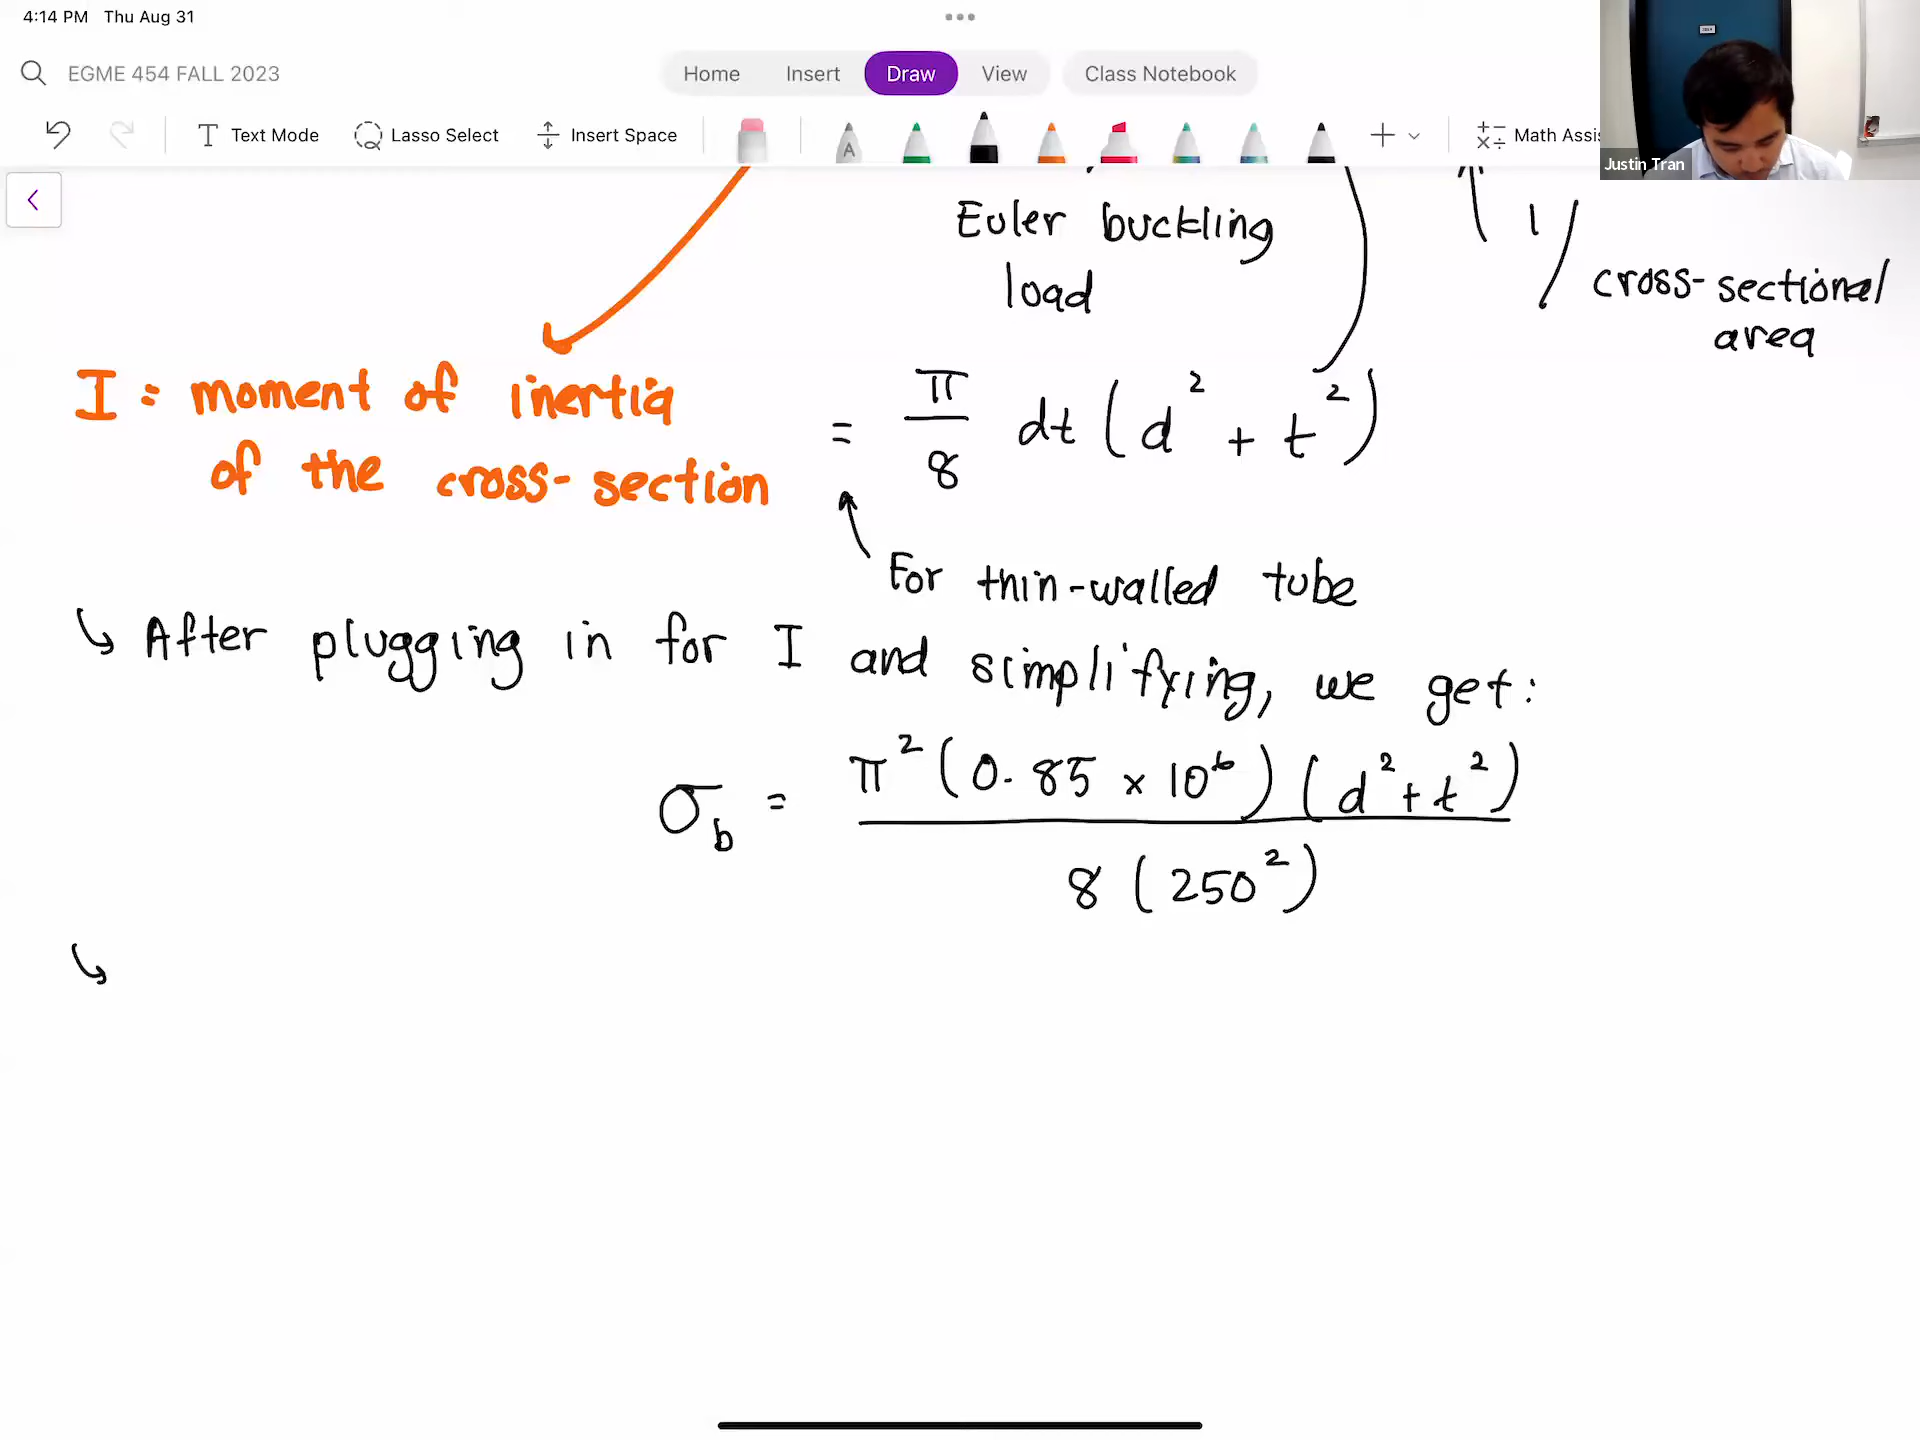 4:14 PM Thu Aug 31
EGME 454 FALL 2023
Home Insert Draw View Class Notebook
Text Mode Lasso Select Insert Space Math Assis
Justin Tran
Euler buckling
load
cross-sectional
area
I = moment of inertia
of the cross-section
= π/8 dt (d² + t²)
For thin-walled tube
↳ After plugging in for I and simplifying, we get:
σ_b = π² (0.85 × 10⁶) (d² + t²)
8 (250²)
↳